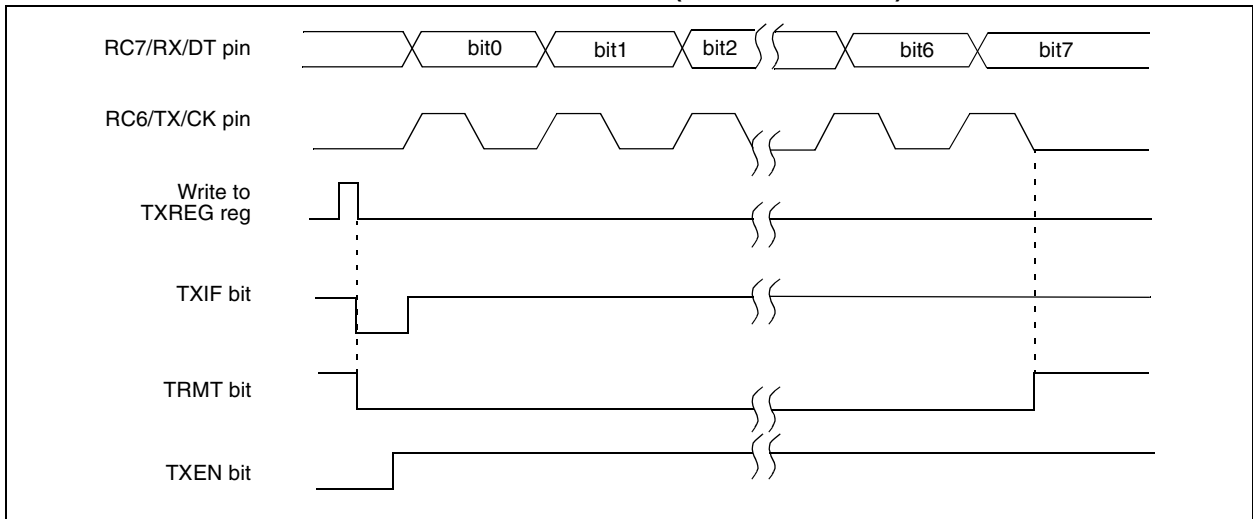 RC7/RX/DT pin
bit0 bit1 bit2 bit6 bit7
RC6/TX/CK pin
Write to
TXREG reg
TXIF bit
TRMT bit
TXEN bit